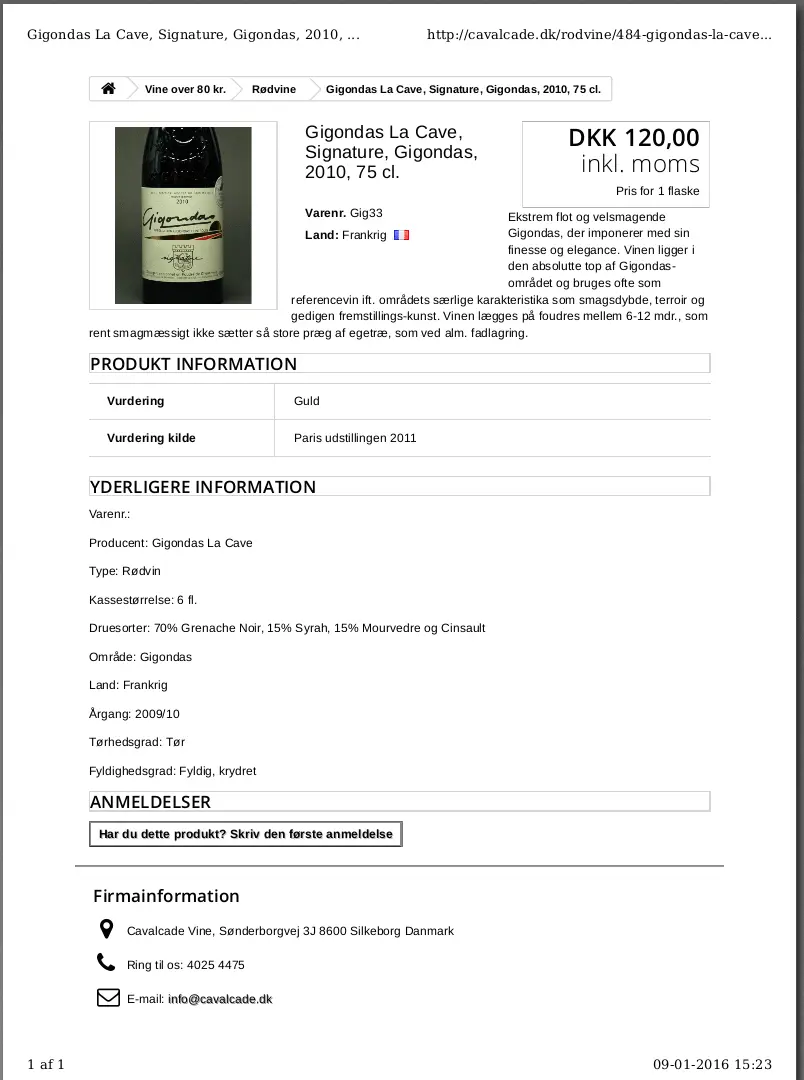 Gigondas La Cave, Signature, Gigondas, 2010, ...
http://cavalcade.dk/rodvine/484-gigondas-la-cave...
Vine over 80 kr.
Rødvine
Gigondas La Cave, Signature, Gigondas, 2010, 75 cl.
2010
Gigondas
signature
Gigondas La Cave,
Signature, Gigondas,
2010, 75 cl.
Varenr. Gig33
Land: Frankrig
DKK 120,00
inkl. moms
Pris for 1 flaske
Ekstrem flot og velsmagende
Gigondas, der imponerer med sin
finesse og elegance. Vinen ligger i
den absolutte top af Gigondas-
området og bruges ofte som
referencevin ift. områdets særlige karakteristika som smagsdybde, terroir og
gedigen fremstillings-kunst. Vinen lægges på foudres mellem 6-12 mdr., som
rent smagmæssigt ikke sætter så store præg af egetræ, som ved alm. fadlagring.
PRODUKT INFORMATION
Vurdering
Guld
Vurdering kilde
Paris udstillingen 2011
YDERLIGERE INFORMATION
Varenr.:
Producent: Gigondas La Cave
Type: Rødvin
Kassestørrelse: 6 fl.
Druesorter: 70% Grenache Noir, 15% Syrah, 15% Mourvedre og Cinsault
Område: Gigondas
Land: Frankrig
Årgang: 2009/10
Tørhedsgrad: Tør
Fyldighedsgrad: Fyldig, krydret
ANMELDELSER
Har du dette produkt? Skriv den første anmeldelse
Firmainformation
Cavalcade Vine, Sønderborgvej 3J 8600 Silkeborg Danmark
Ring til os: 4025 4475
E-mail: info@cavalcade.dk
1 af 1
09-01-2016 15:23